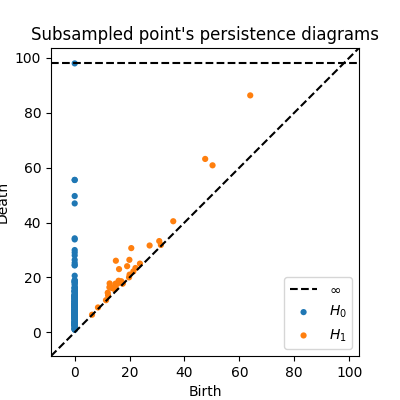 Subsampled point's persistence diagrams
100
80
60
40
20
0
Death
0 20 40 60 80 100
Birth
∞
H₀
H₁